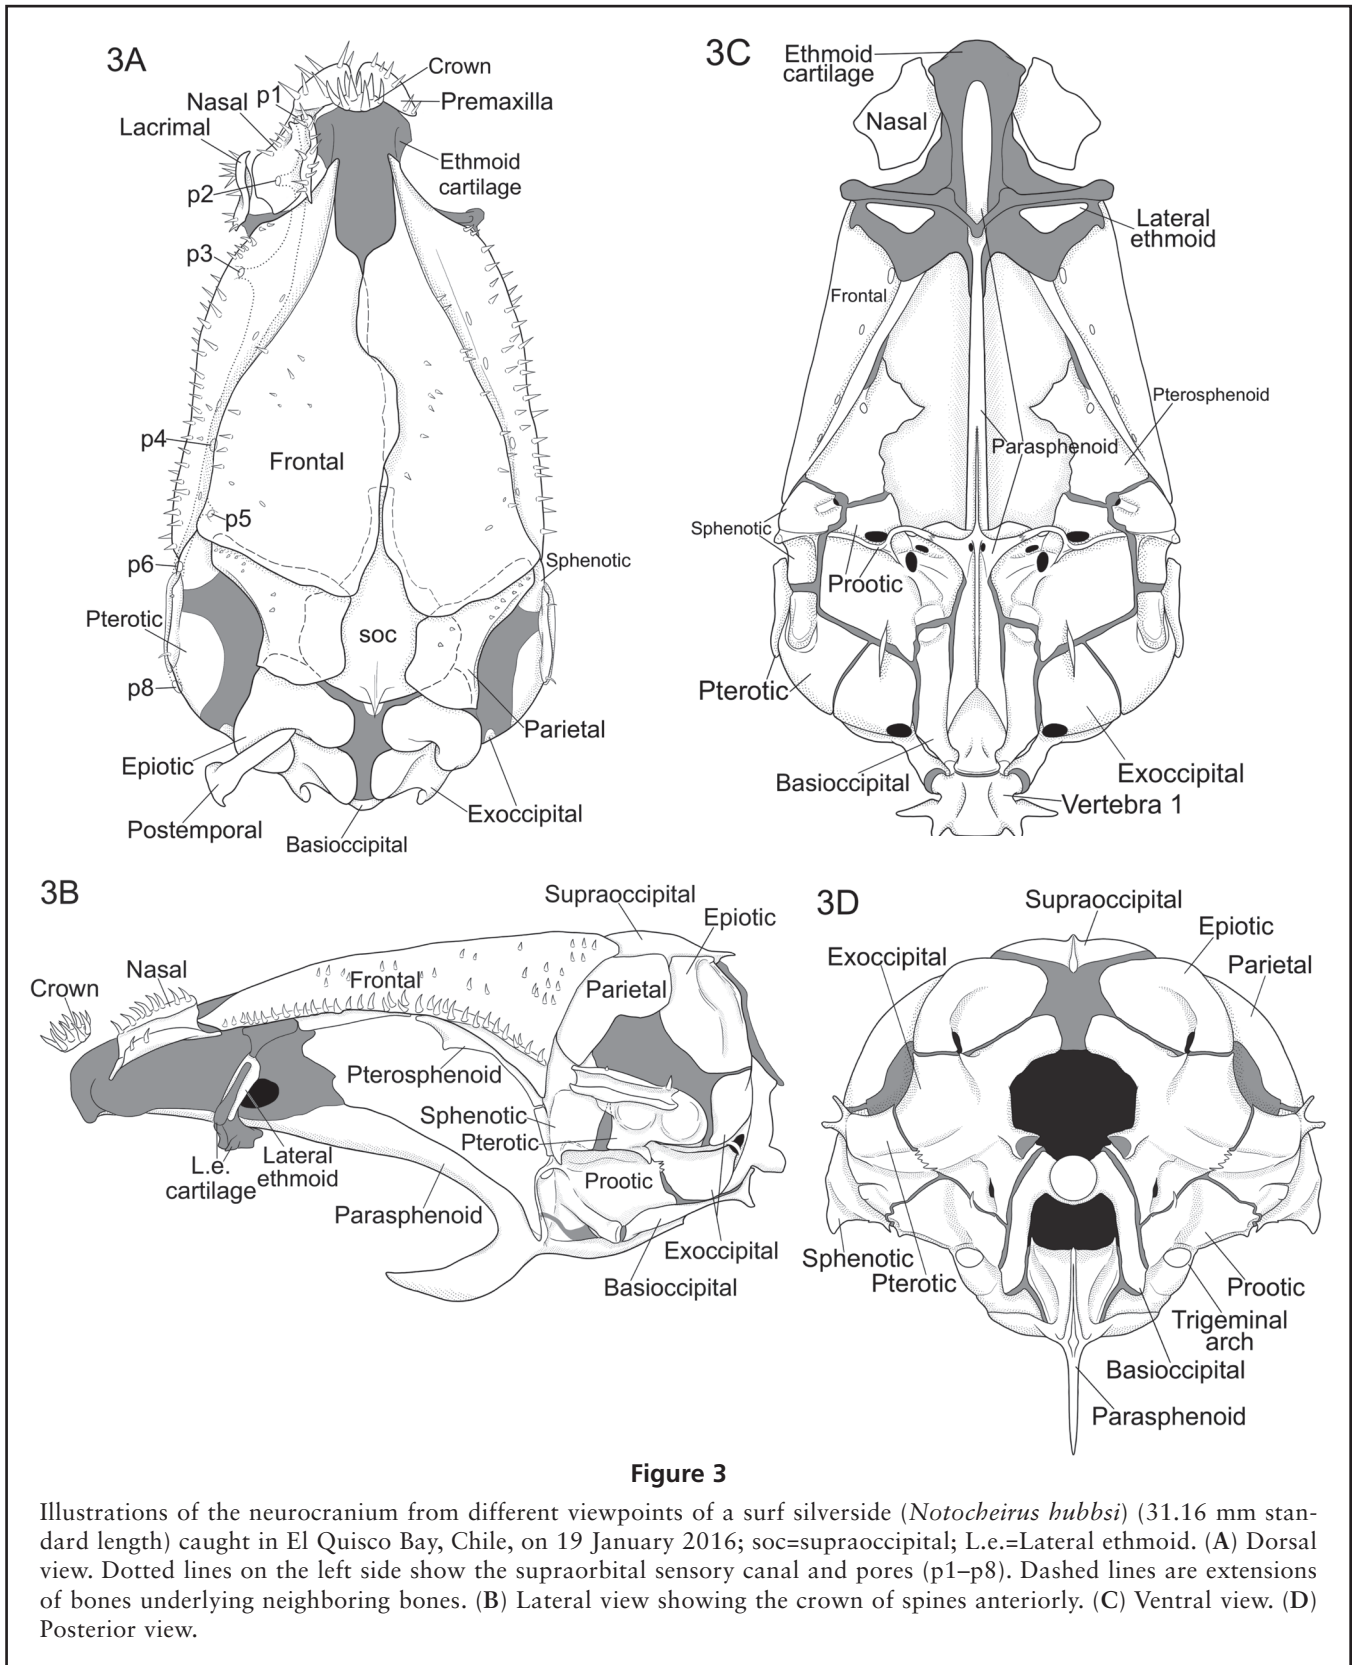 3A
Crown
Premaxilla
Nasal
p1
Lacrimal
Ethmoid
cartilage
p2
p3
p4
Frontal
p5
p6
Sphenotic
Pterotic
soc
p8
Parietal
Epiotic
Exoccipital
Postemporal
Basioccipital
3C
Ethmoid
cartilage
Nasal
Lateral
ethmoid
Frontal
Pterosphenoid
Parasphenoid
Sphenotic
Prootic
Pterotic
Basioccipital
Exoccipital
Vertebra 1
3B
Supraoccipital
Epiotic
Nasal
Crown
Frontal
Parietal
Pterosphenoid
Sphenotic
Pterotic
L.e.
cartilage
Lateral
ethmoid
Prootic
Parasphenoid
Exoccipital
Basioccipital
3D
Supraoccipital
Epiotic
Exoccipital
Parietal
Sphenotic
Pterotic
Prootic
Trigeminal
arch
Basioccipital
Parasphenoid
Figure 3
Illustrations of the neurocranium from different viewpoints of a surf silverside (Notocheirus hubbsi) (31.16 mm stan-
dard length) caught in El Quisco Bay, Chile, on 19 January 2016; soc=supraoccipital; L.e.=Lateral ethmoid. (A) Dorsal
view. Dotted lines on the left side show the supraorbital sensory canal and pores (p1–p8). Dashed lines are extensions
of bones underlying neighboring bones. (B) Lateral view showing the crown of spines anteriorly. (C) Ventral view. (D)
Posterior view.